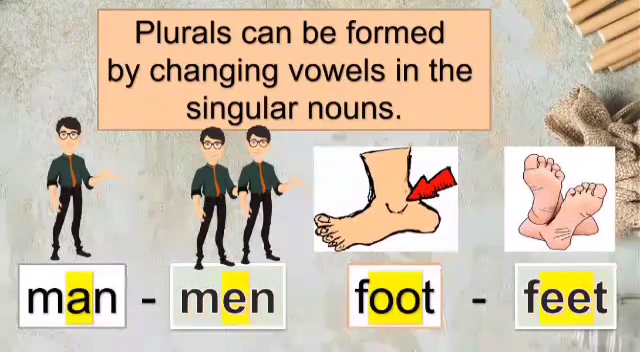 Plurals can be formed
by changing vowels in the
singular nouns.
man - men foot - feet